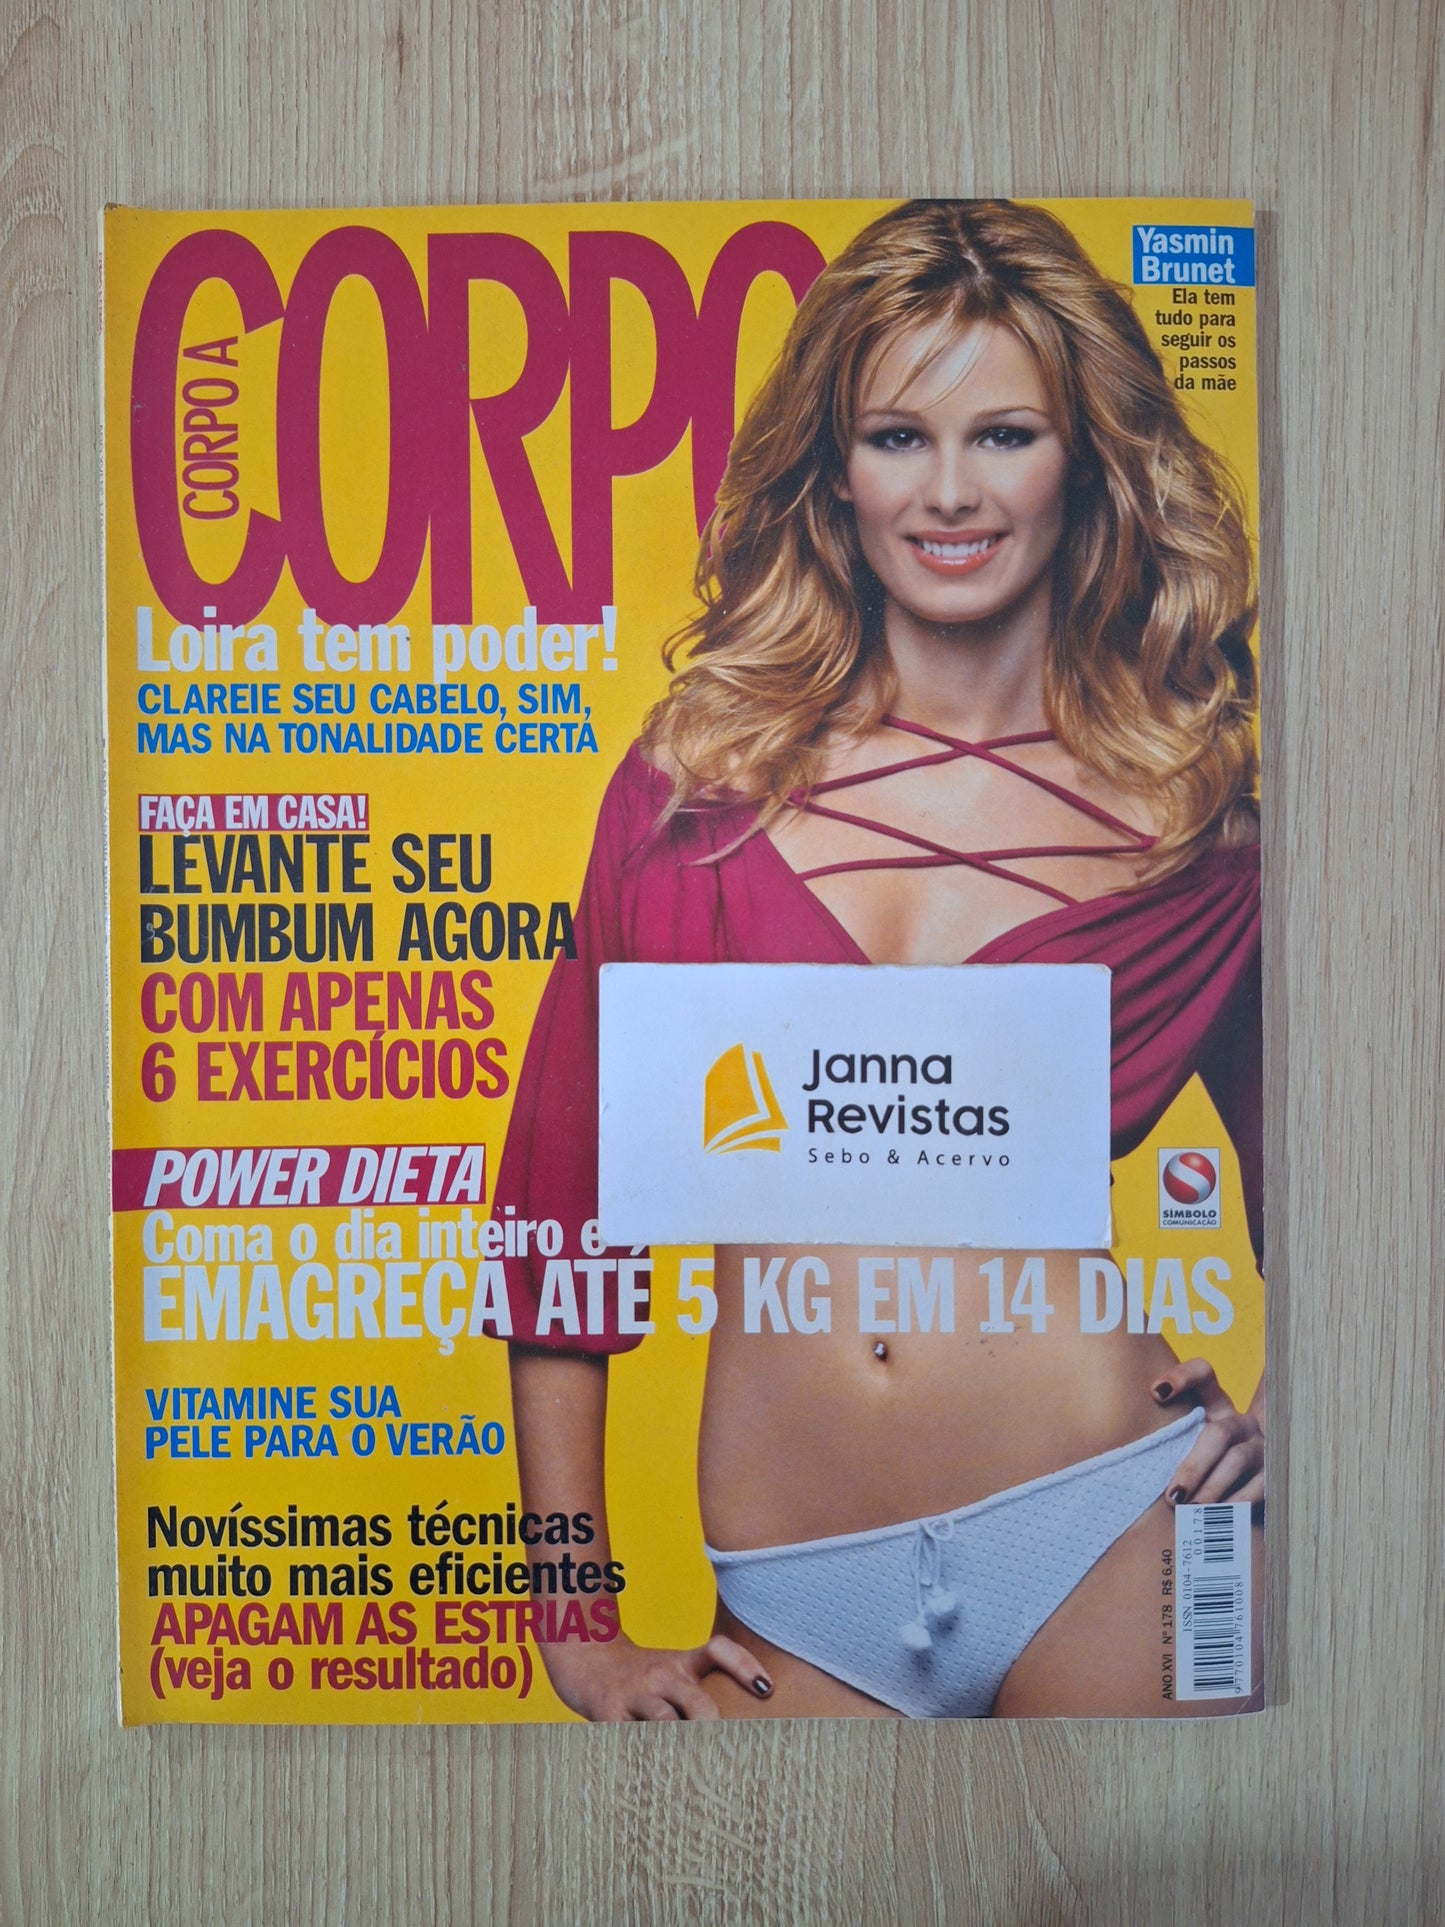 CORPO A
CORPO
Yasmin
Brunet
Ela tem
tudo para
seguir os
passos
da mãe
Loira tem poder!
CLAREIE SEU CABELO, SIM,
MAS NA TONALIDADE CERTA
FAÇA EM CASA!
LEVANTE SEU
BUMBUM AGORA
COM APENAS
6 EXERCÍCIOS
Janna
Revistas
Sebo & Acervo
POWER DIETA
Coma o dia inteiro e
EMAGREÇA ATÉ 5 KG EM 14 DIAS
SÍMBOLO
COMUNICAÇÃO
VITAMINE SUA
PELE PARA O VERÃO
Novíssimas técnicas
muito mais eficientes
APAGAM AS ESTRIAS
(veja o resultado)
ANO XVI Nº 178 R$ 6,40
ISSN 0104-7612
00178
9 770104 761008